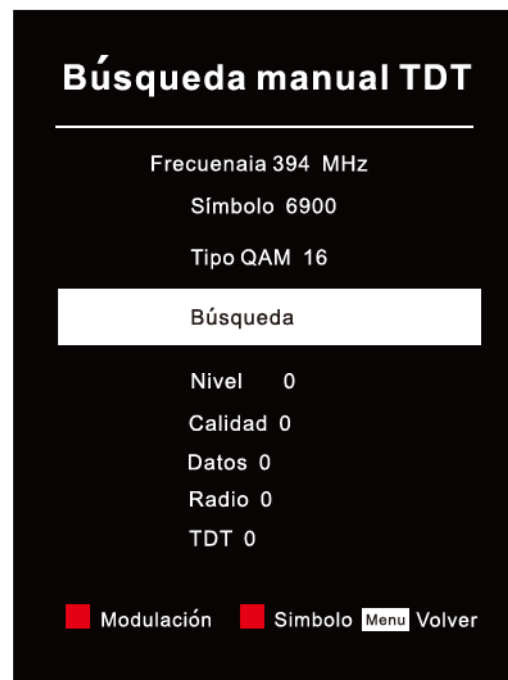 Búsqueda manual TDT
Frecuenaia 394 MHz
Símbolo 6900
Tipo QAM 16
Búsqueda
Nivel 0
Calidad 0
Datos 0
Radio 0
TDT 0
Modulación Simbolo Menu Volver